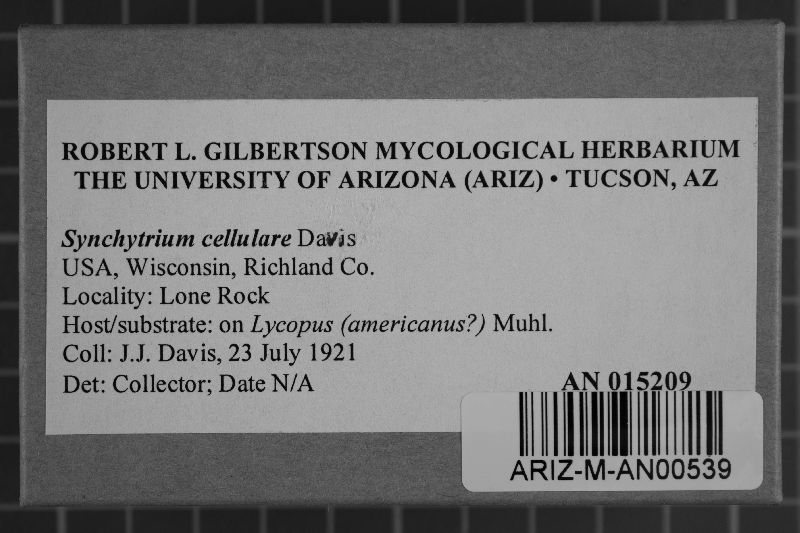 ROBERT L. GILBERTSON MYCOLOGICAL HERBARIUM
THE UNIVERSITY OF ARIZONA (ARIZ) • TUCSON, AZ
Synchytrium cellulare Davis
USA, Wisconsin, Richland Co.
Locality: Lone Rock
Host/substrate: on Lycopus (americanus?) Muhl.
Coll: J.J. Davis, 23 July 1921
Det: Collector; Date N/A
AN 015209
ARIZ-M-AN00539